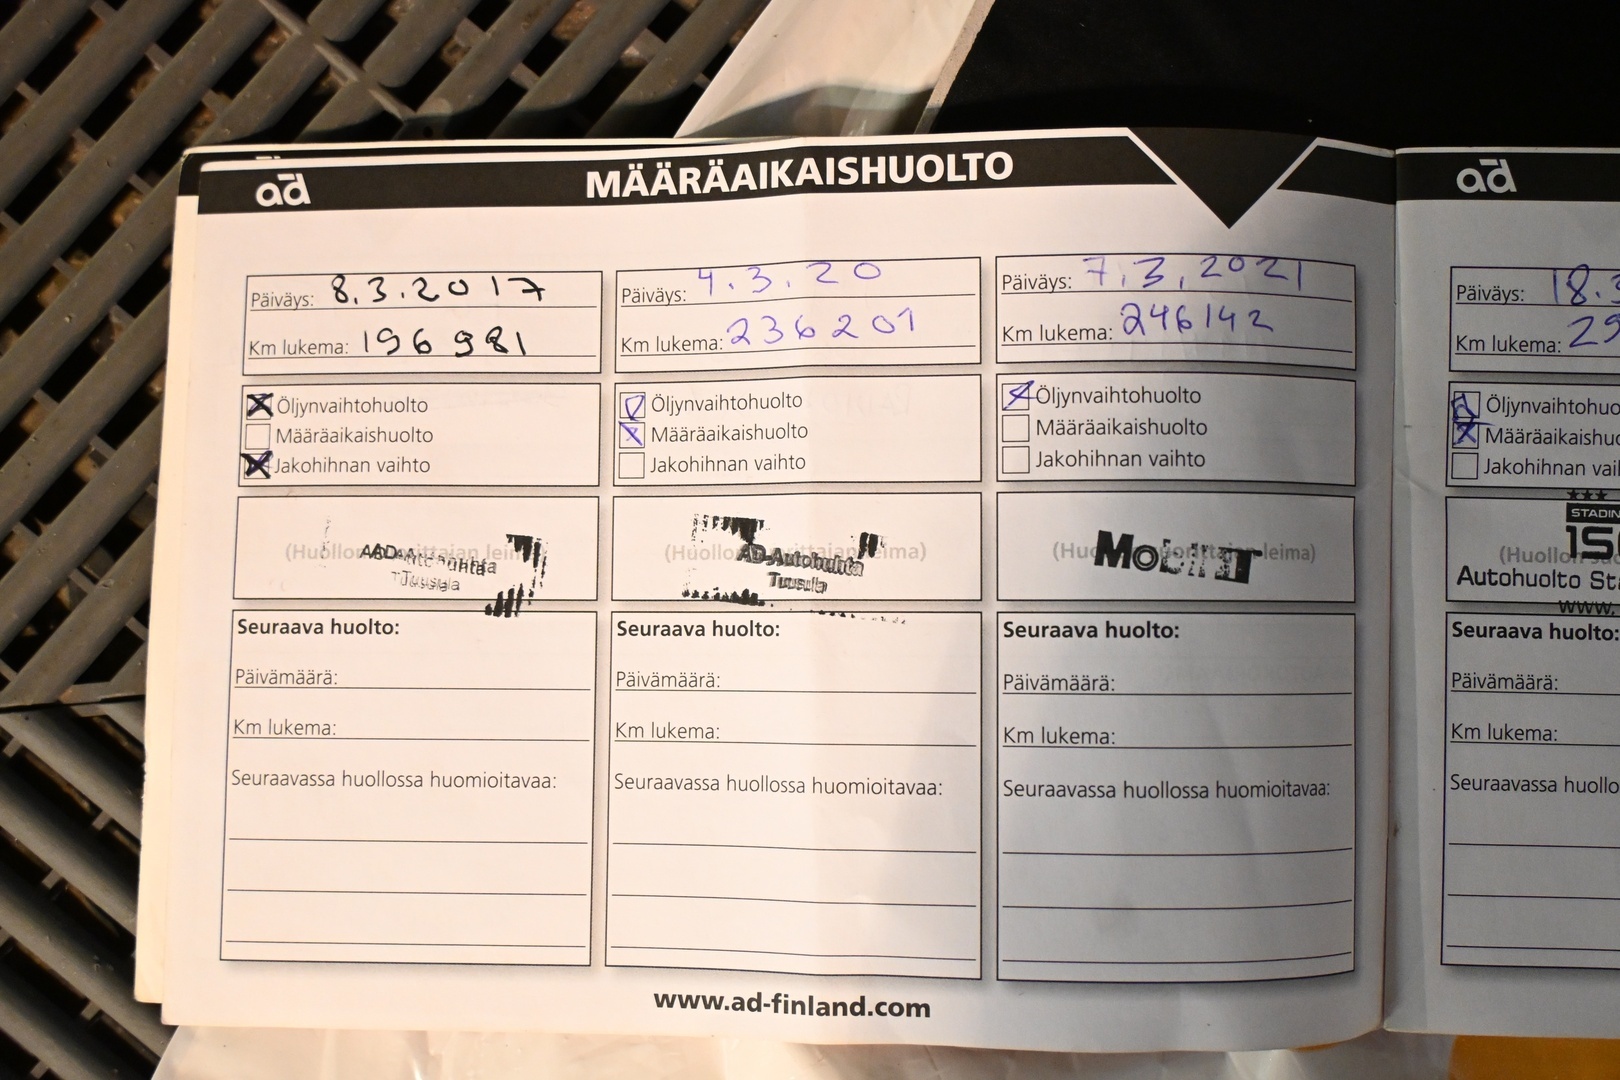 ad
MÄÄRÄAIKAISHUOLTO
Päiväys: 8.3.2017
Km lukema: 196981
Öljynvaihtohuolto
Määräaikaishuolto
Jakohihnan vaihto
Tuusula
Seuraava huolto:
Päivämäärä:
Km lukema:
Seuraavassa huollossa huomioitavaa:
Päiväys: 4.3.20
Km lukema: 236201
Öljynvaihtohuolto
Määräaikaishuolto
Jakohihnan vaihto
AD-Autohuhta
Tuusula
Seuraava huolto:
Päivämäärä:
Km lukema:
Seuraavassa huollossa huomioitavaa:
Päiväys: 7.3.2021
Km lukema: 246142
Öljynvaihtohuolto
Määräaikaishuolto
Jakohihnan vaihto
Seuraava huolto:
Päivämäärä:
Km lukema:
Seuraavassa huollossa huomioitavaa:
www.ad-finland.com
ad
Päiväys: 18.3
Km lukema: 29
Öljynvaihtohuo
Määräaikaishuo
Jakohihnan vai
STADIN
Autohuolto Sta
www.
Seuraava huolto:
Päivämäärä:
Km lukema:
Seuraavassa huollo